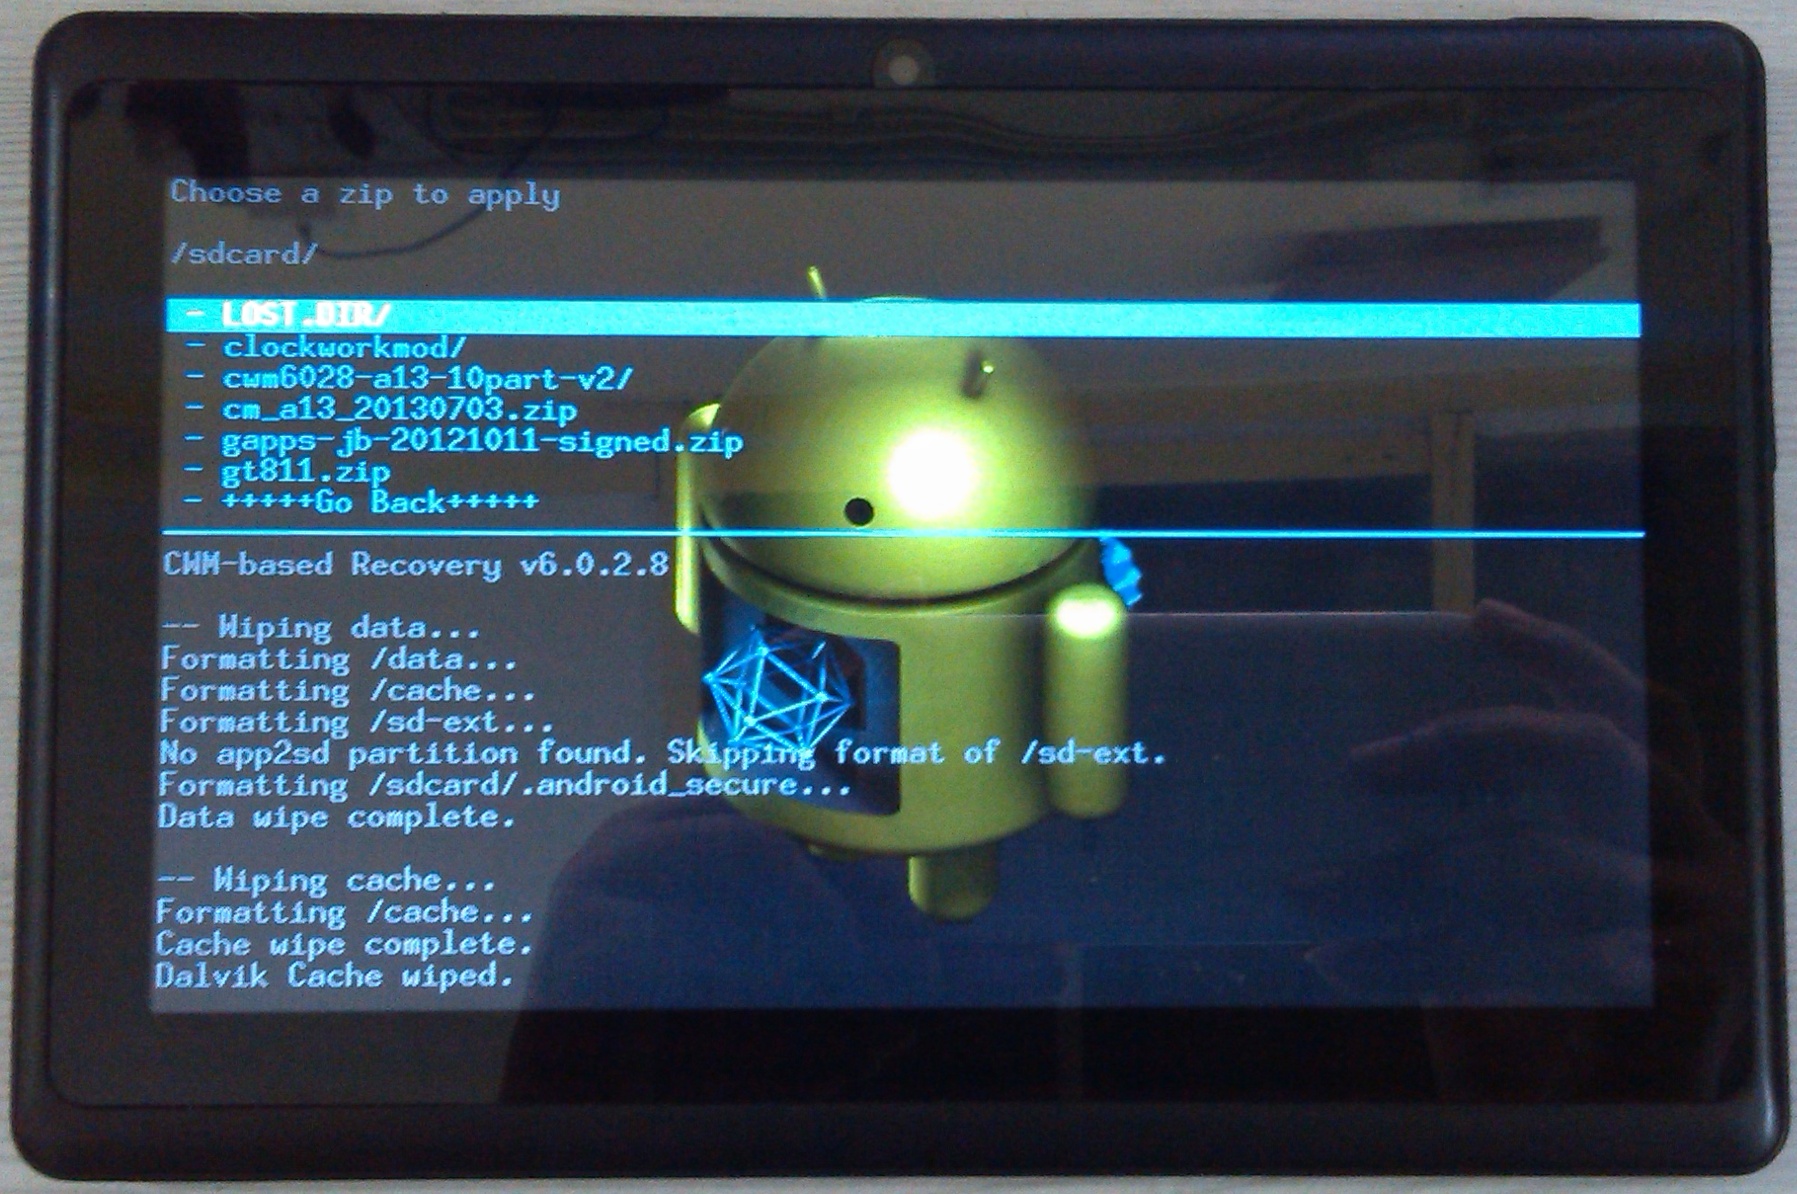 Choose a zip to apply
/sdcard/
- LOST.DIR/
- clockworkmod/
- cwm6028-a13-10part-v2/
- cm_a13_20130703.zip
- gapps-jb-20121011-signed.zip
- gt811.zip
- +++++Go Back+++++
CWM-based Recovery v6.0.2.8
-- Wiping data...
Formatting /data...
Formatting /cache...
Formatting /sd-ext...
No app2sd partition found. Skipping format of /sd-ext.
Formatting /sdcard/.android_secure...
Data wipe complete.
-- Wiping cache...
Formatting /cache...
Cache wipe complete.
Dalvik Cache wiped.